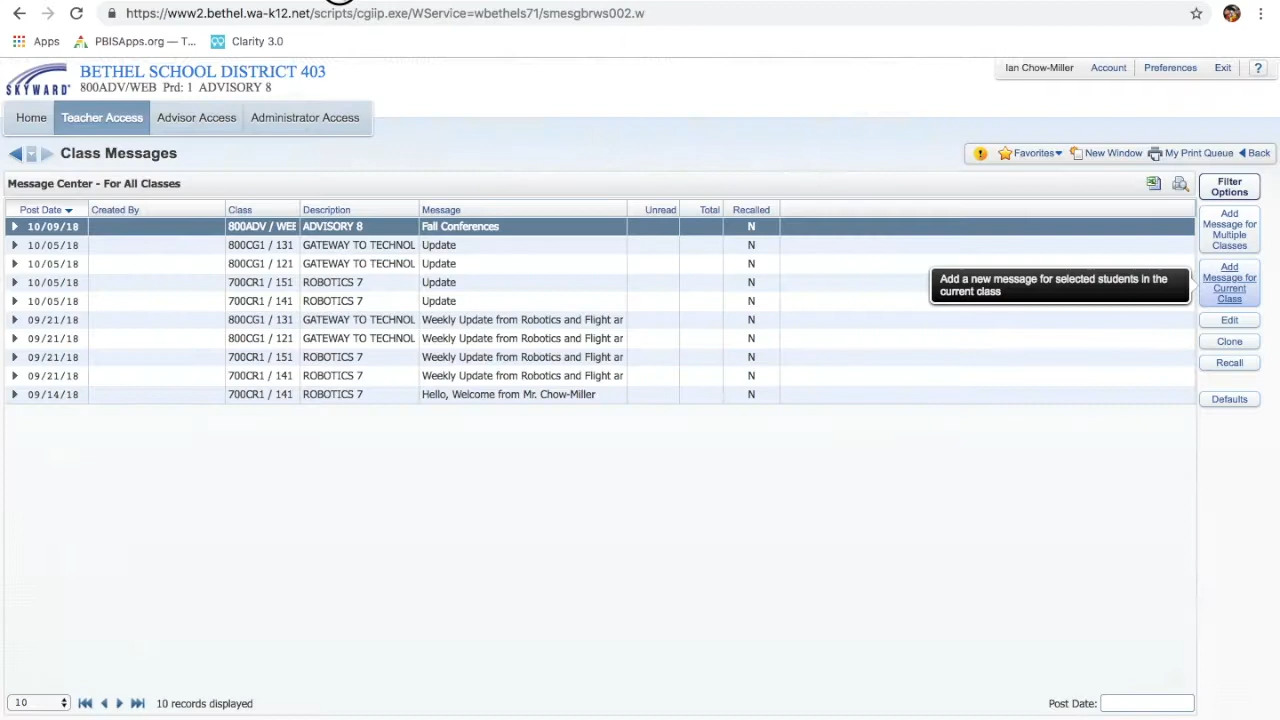 https://www2.bethel.wa-k12.net/scripts/cgiip.exe/WService=wbethels71/smesgbrws002.w
Apps PBISApps.org — T... Clarity 3.0
SKYWARD BETHEL SCHOOL DISTRICT 403 Ian Chow-Miller Account Preferences Exit ?
800ADV/WEB Prd: 1 ADVISORY 8
Home Teacher Access Advisor Access Administrator Access
Class Messages Favorites New Window My Print Queue Back
Message Center - For All Classes
Filter Options
Post Date Created By Class Description Message Unread Total Recalled
10/09/18 800ADV / WEE ADVISORY 8 Fall Conferences N
10/05/18 800CG1 / 131 GATEWAY TO TECHNOL Update N
10/05/18 800CG1 / 121 GATEWAY TO TECHNOL Update N
10/05/18 700CR1 / 151 ROBOTICS 7 Update N
10/05/18 700CR1 / 141 ROBOTICS 7 Update N
09/21/18 800CG1 / 131 GATEWAY TO TECHNOL Weekly Update from Robotics and Flight ar N
09/21/18 800CG1 / 121 GATEWAY TO TECHNOL Weekly Update from Robotics and Flight ar N
09/21/18 700CR1 / 151 ROBOTICS 7 Weekly Update from Robotics and Flight ar N
09/21/18 700CR1 / 141 ROBOTICS 7 Weekly Update from Robotics and Flight ar N
09/14/18 700CR1 / 141 ROBOTICS 7 Hello, Welcome from Mr. Chow-Miller N
Add
Message for
Multiple
Classes
Add
Message for
Current
Class
Add a new message for selected students in the
current class
Edit
Clone
Recall
Defaults
10 10 records displayed Post Date: